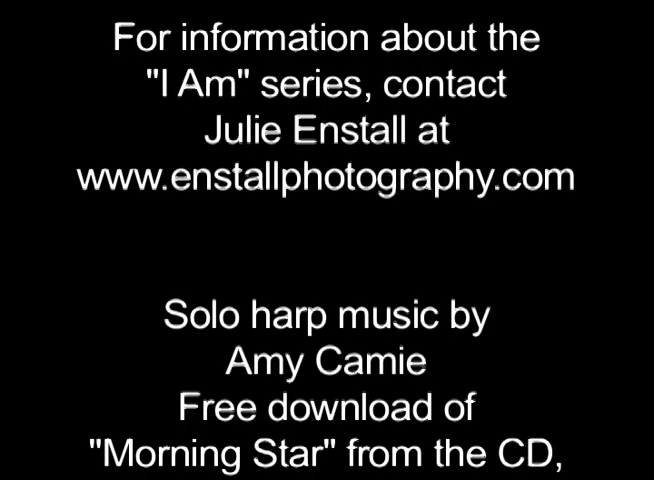 For information about the
"I Am" series, contact
Julie Enstall at
www.enstallphotography.com
Solo harp music by
Amy Camie
Free download of
"Morning Star" from the CD,